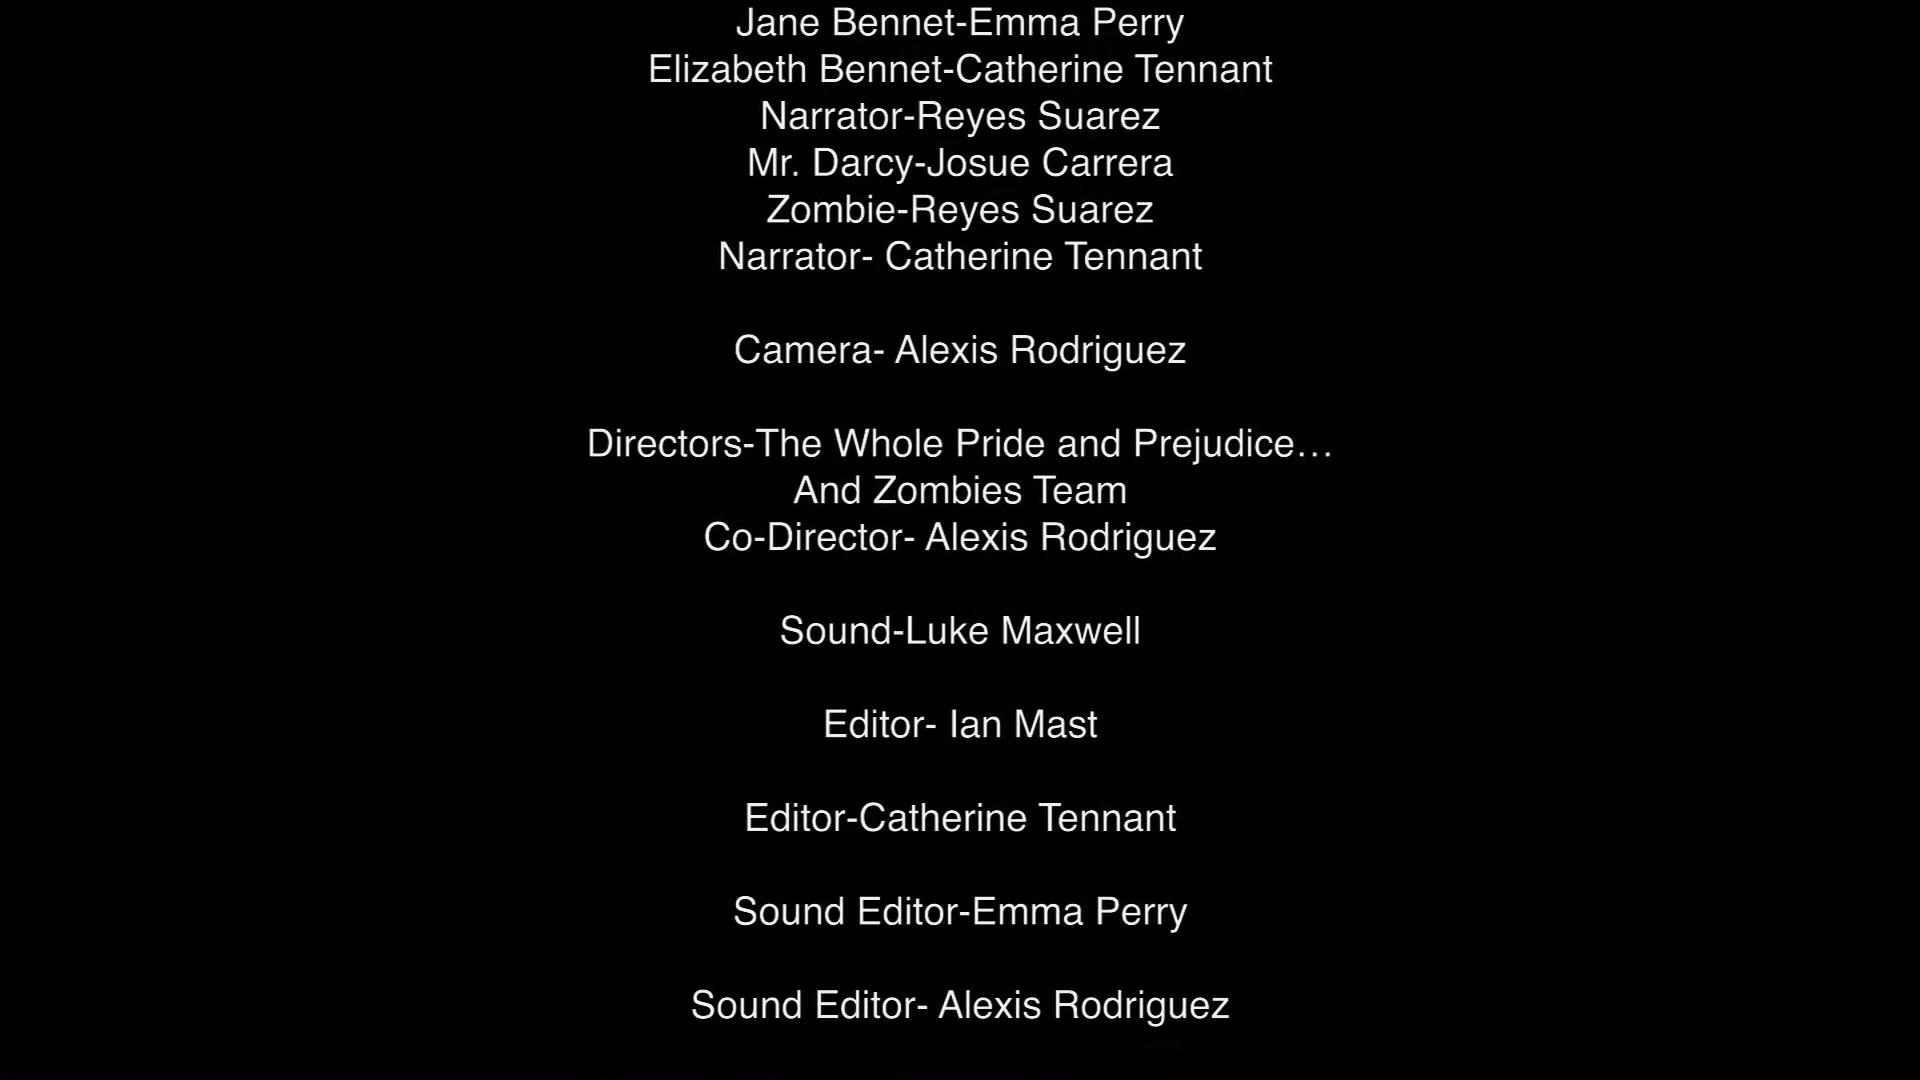 Jane Bennet-Emma Perry
Elizabeth Bennet-Catherine Tennant
Narrator-Reyes Suarez
Mr. Darcy-Josue Carrera
Zombie-Reyes Suarez
Narrator- Catherine Tennant
Camera- Alexis Rodriguez
Directors-The Whole Pride and Prejudice…
And Zombies Team
Co-Director- Alexis Rodriguez
Sound-Luke Maxwell
Editor- Ian Mast
Editor-Catherine Tennant
Sound Editor-Emma Perry
Sound Editor- Alexis Rodriguez